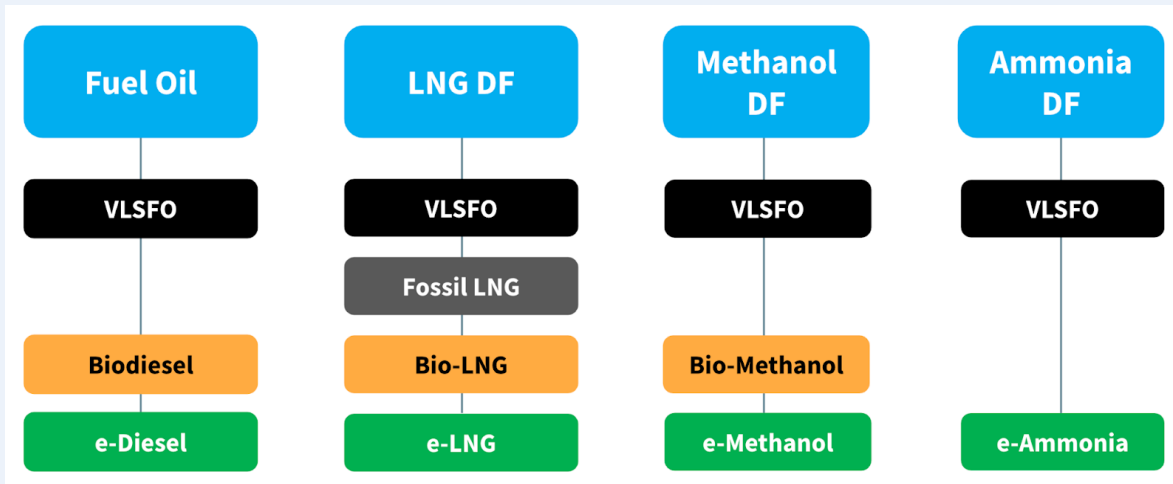 Fuel Oil
LNG DF
Methanol
DF
Ammonia
DF
VLSFO
VLSFO
VLSFO
VLSFO
Fossil LNG
Biodiesel
Bio-LNG
Bio-Methanol
e-Diesel
e-LNG
e-Methanol
e-Ammonia